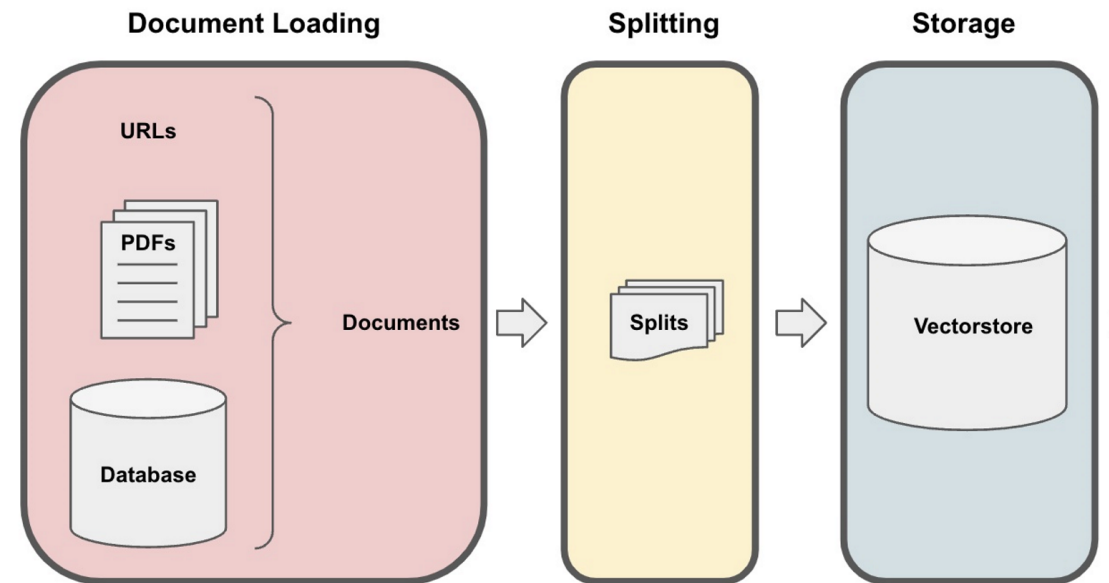 Document Loading
Splitting
Storage
URLs
PDFs
Documents
Database
Splits
Vectorstore